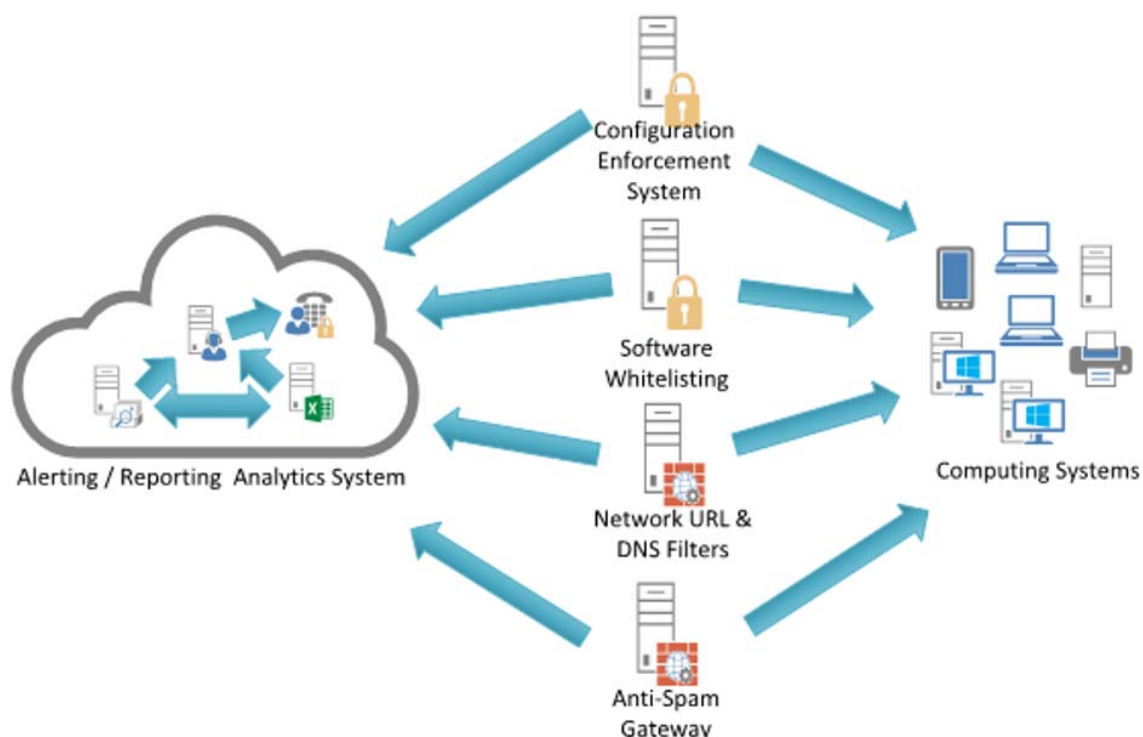 Configuration
Enforcement
System
Software
Whitelisting
Alerting / Reporting  Analytics System
Computing Systems
Network URL &
DNS Filters
Anti-Spam
Gateway